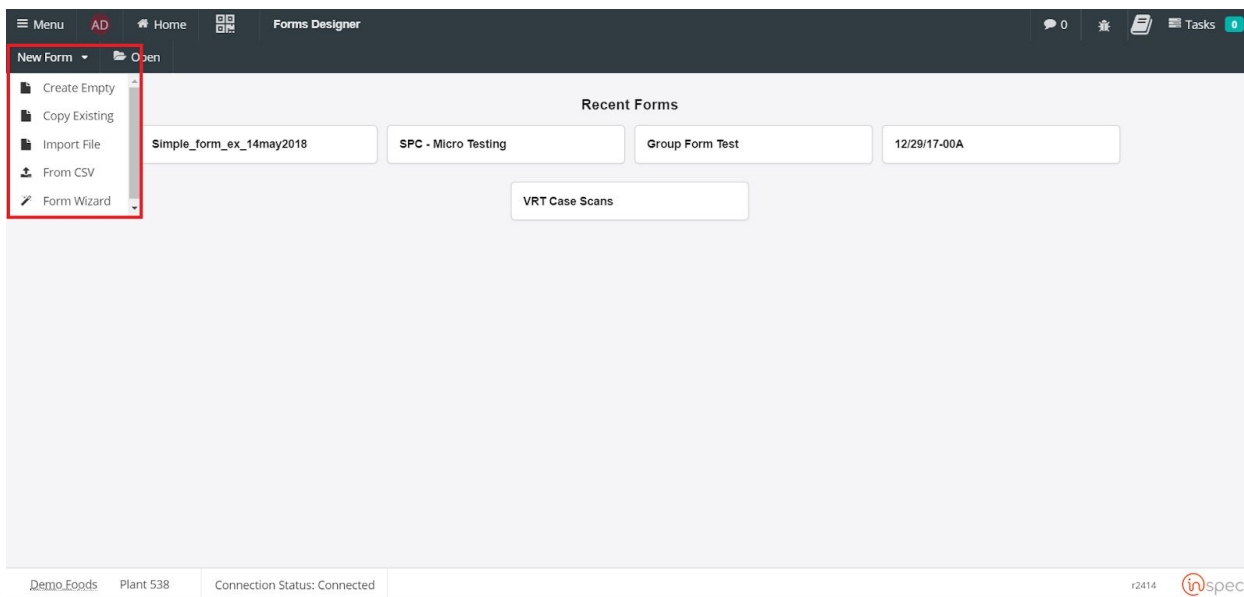 Menu AD Home Forms Designer 0 Tasks 0
New Form Open
Create Empty
Copy Existing
Import File
From CSV
Form Wizard
Recent Forms
Simple_form_ex_14may2018 SPC - Micro Testing Group Form Test 12/29/17-00A
VRT Case Scans
Demo Foods Plant 538 Connection Status: Connected r2414 inspec